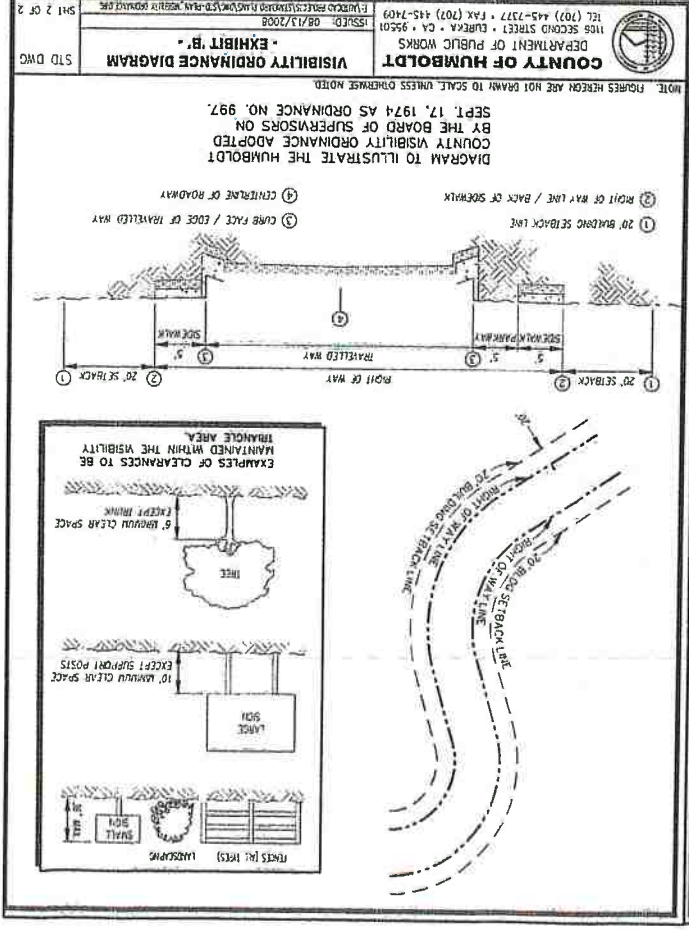 20' BLDG SETBACK LINE
RIGHT OF WAY LINE
RIGHT OF WAY LINE
20' BUILDING SETBACK LINE
20'
FENCES (ALL TYPES)
LANDSCAPING
SMALL
SIGN
MAX.
LARGE
SIGN
10' MINIMUM CLEAR SPACE
EXCEPT SUPPORT POSTS
TREE
6' MINIMUM CLEAR SPACE
EXCEPT TRUNK
EXAMPLES OF CLEARANCES TO BE
MAINTAINED WITHIN THE VISIBILITY
TRIANGLE AREA
1 20' SETBACK 2 RIGHT OF WAY 2 20' SETBACK 1
3 TRAVELLED WAY 3
5' SIDEWALK
5' PARKWAY
5' SIDEWALK
4
1 20' BUILDING SETBACK LINE
2 RIGHT OF WAY LINE / BACK OF SIDEWALK
3 CURB FACE / EDGE OF TRAVELLED WAY
4 CENTERLINE OF ROADWAY
DIAGRAM TO ILLUSTRATE THE HUMBOLDT
COUNTY VISIBILITY ORDINANCE ADOPTED
BY THE BOARD OF SUPERVISORS ON
SEPT. 17, 1974 AS ORDINANCE NO. 997.
NOTE: FIGURES HEREON ARE NOT DRAWN TO SCALE, UNLESS OTHERWISE NOTED.
COUNTY OF HUMBOLDT
DEPARTMENT OF PUBLIC WORKS
1106 SECOND STREET • EUREKA • CA • 95501
TEL (707) 445-7377 • FAX (707) 445-7409
VISIBILITY ORDINANCE DIAGRAM
- EXHIBIT "B" -
ISSUED: 08/13/2008
STD DWG
SHT 2 OF 2